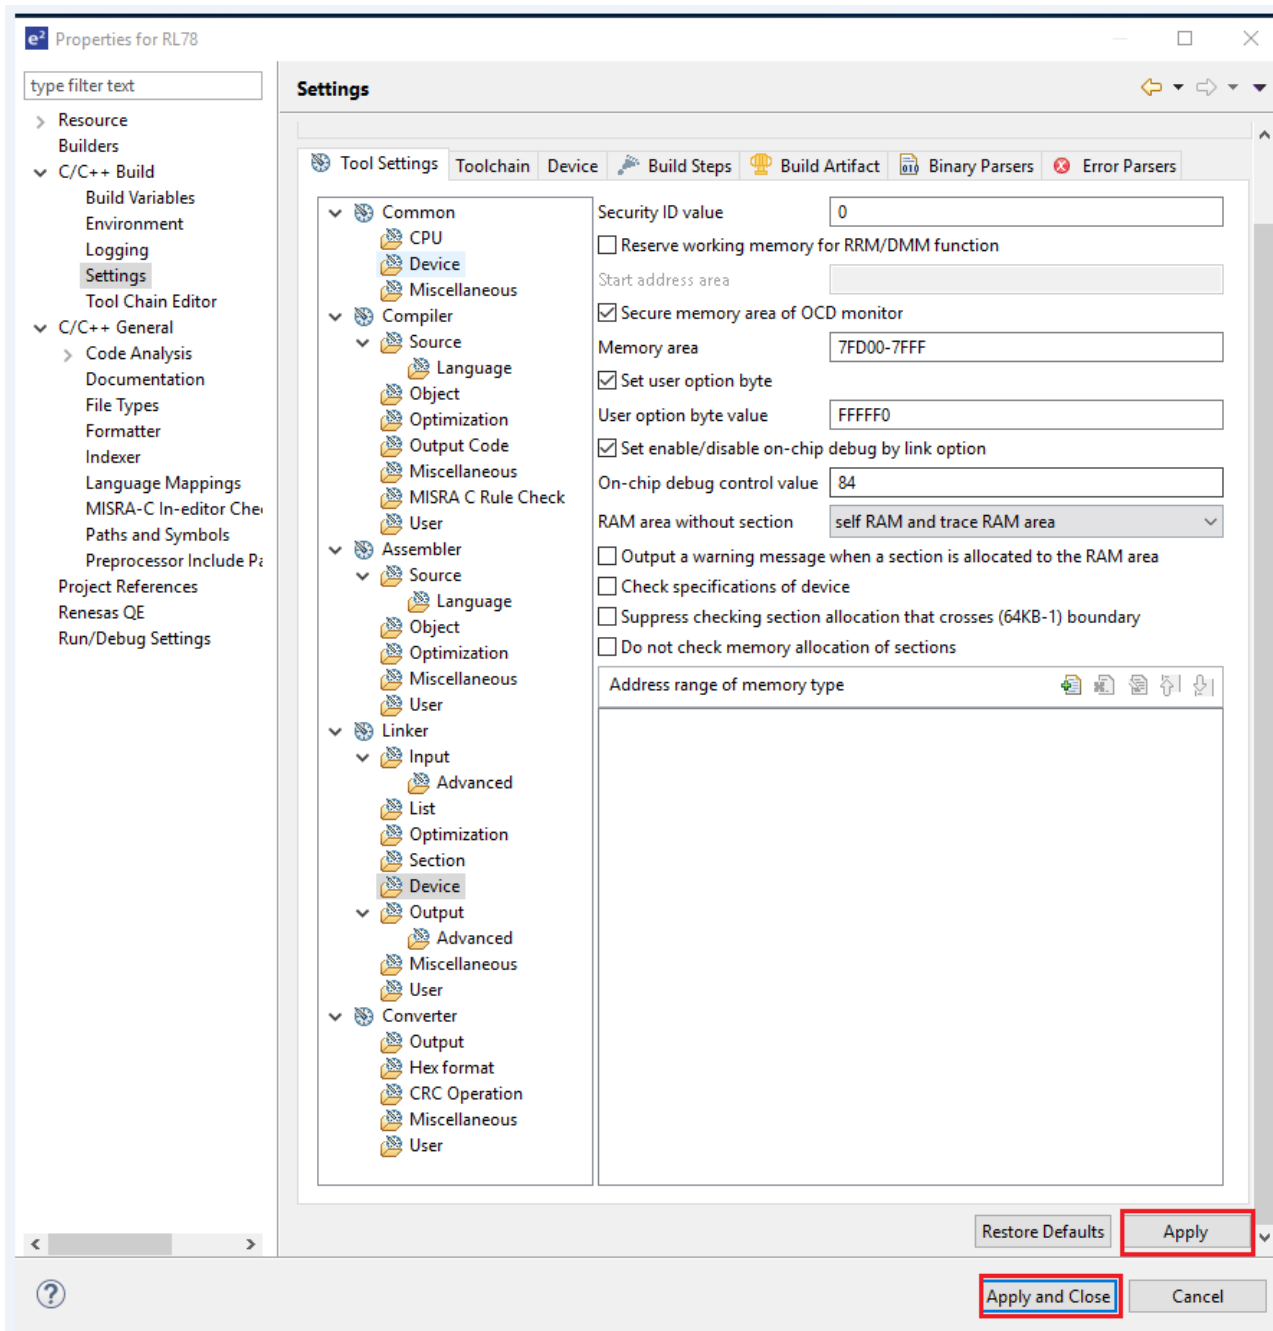 e² Properties for RL78
type filter text
Resource
Builders
C/C++ Build
Build Variables
Environment
Logging
Settings
Tool Chain Editor
C/C++ General
Code Analysis
Documentation
File Types
Formatter
Indexer
Language Mappings
MISRA-C In-editor Che
Paths and Symbols
Preprocessor Include Pa
Project References
Renesas QE
Run/Debug Settings
Settings
Tool Settings Toolchain Device Build Steps Build Artifact Binary Parsers Error Parsers
Common
CPU
Device
Miscellaneous
Compiler
Source
Language
Object
Optimization
Output Code
Miscellaneous
MISRA C Rule Check
User
Assembler
Source
Language
Object
Optimization
Miscellaneous
User
Linker
Input
Advanced
List
Optimization
Section
Device
Output
Advanced
Miscellaneous
User
Converter
Output
Hex format
CRC Operation
Miscellaneous
User
Security ID value 0
Reserve working memory for RRM/DMM function
Start address area
Secure memory area of OCD monitor
Memory area 7FD00-7FFF
Set user option byte
User option byte value FFFFF0
Set enable/disable on-chip debug by link option
On-chip debug control value 84
RAM area without section self RAM and trace RAM area
Output a warning message when a section is allocated to the RAM area
Check specifications of device
Suppress checking section allocation that crosses (64KB-1) boundary
Do not check memory allocation of sections
Address range of memory type
Restore Defaults Apply
? Apply and Close Cancel